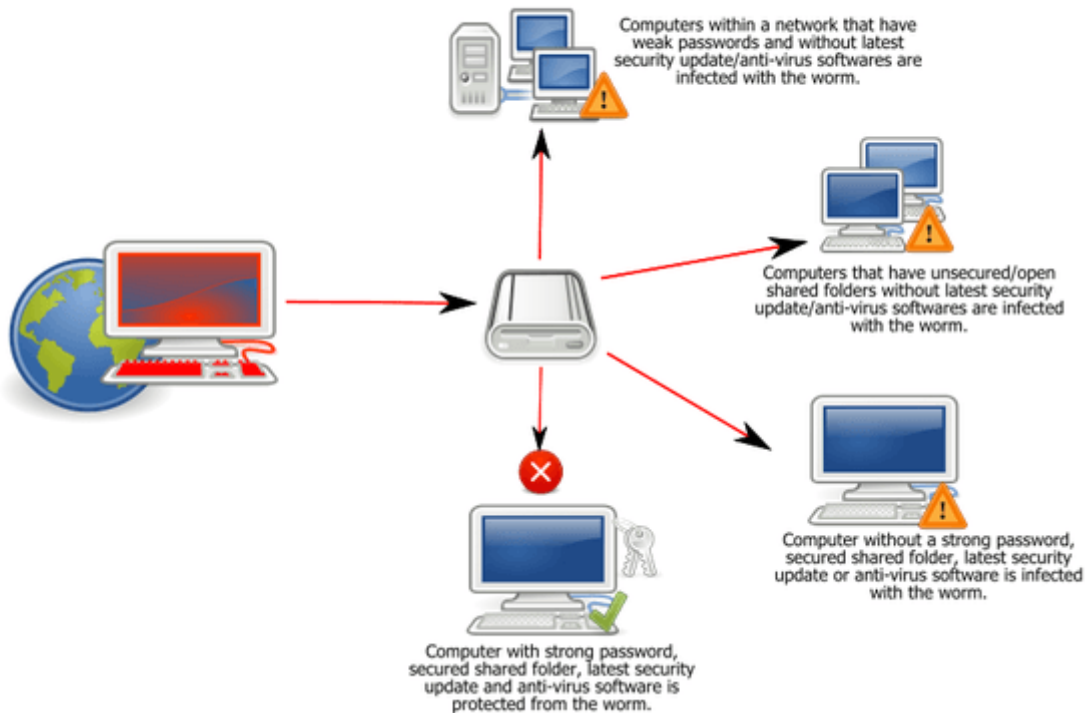 Computers within a network that have
weak passwords and without latest
security update/anti-virus softwares are
infected with the worm.
Computers that have unsecured/open
shared folders without latest security
update/anti-virus softwares are infected
with the worm.
Computer without a strong password,
secured shared folder, latest security
update or anti-virus software is infected
with the worm.
Computer with strong password,
secured shared folder, latest security
update and anti-virus software is
protected from the worm.